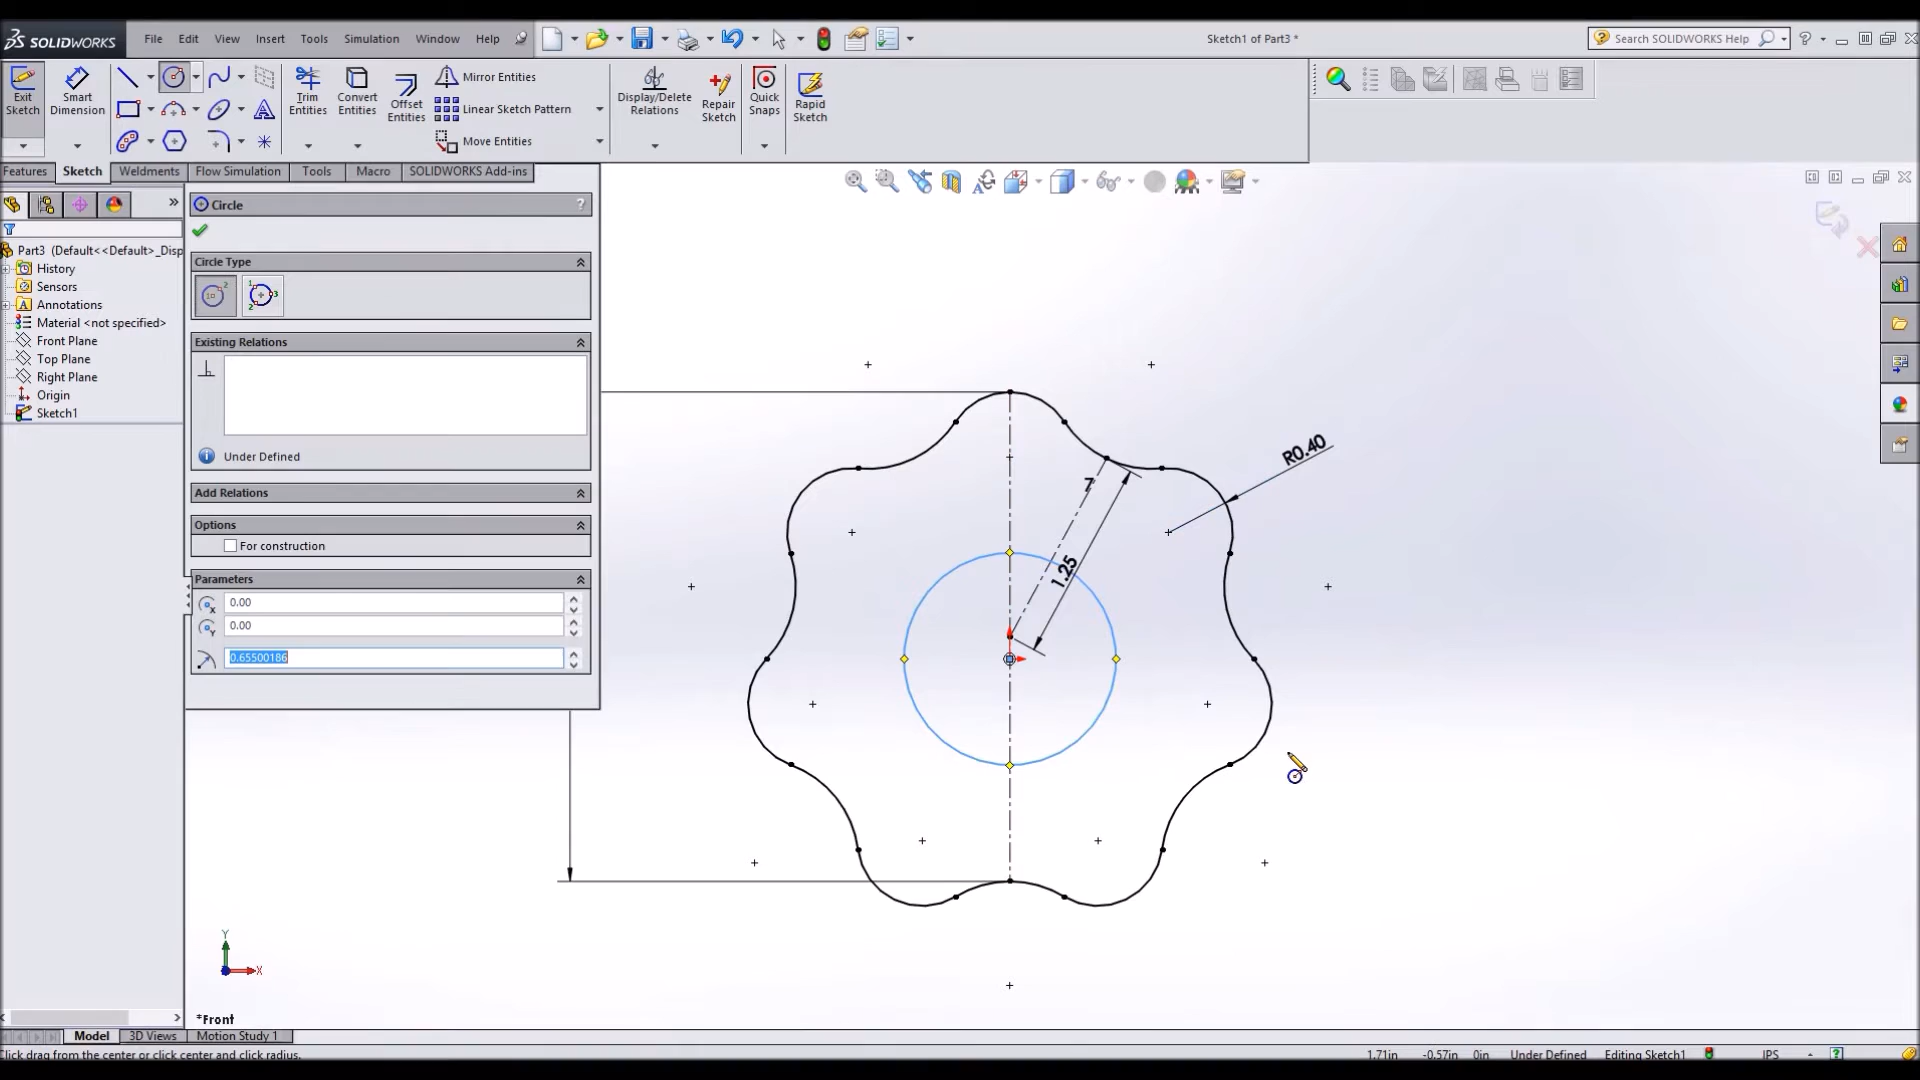 SOLIDWORKS
File Edit View Insert Tools Simulation Window Help
Sketch1 of Part3 *
Search SOLIDWORKS Help
Exit Sketch
Smart Dimension
Trim Entities
Convert Entities
Offset Entities
Mirror Entities
Linear Sketch Pattern
Move Entities
Display/Delete Relations
Repair Sketch
Quick Snaps
Rapid Sketch
Features Sketch Weldments Flow Simulation Tools Macro SOLIDWORKS Add-ins
Part3 (Default<<Default>_Disp
History
Sensors
Annotations
Material <not specified>
Front Plane
Top Plane
Right Plane
Origin
Sketch1
Circle
?
Circle Type
Existing Relations
Under Defined
Add Relations
Options
For construction
Parameters
0.00
0.00
0.65500186
R0.40
7
1.25
Y
X
*Front
Model 3D Views Motion Study 1
Click drag from the center or click center and click radius.
1.71in -0.57in 0in Under Defined Editing Sketch1 IPS